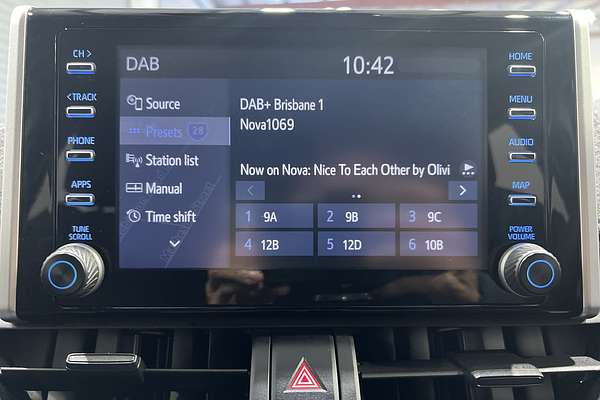 DAB
10:42
CH >
< TRACK
PHONE
APPS
TUNE
SCROLL
Source
Presets 28
Station list
Manual
Time shift
DAB+ Brisbane 1
Nova1069
Now on Nova: Nice To Each Other by Olivi
1 9A
2 9B
3 9C
4 12B
5 12D
6 10B
HOME
MENU
AUDIO
MAP
POWER
VOLUME